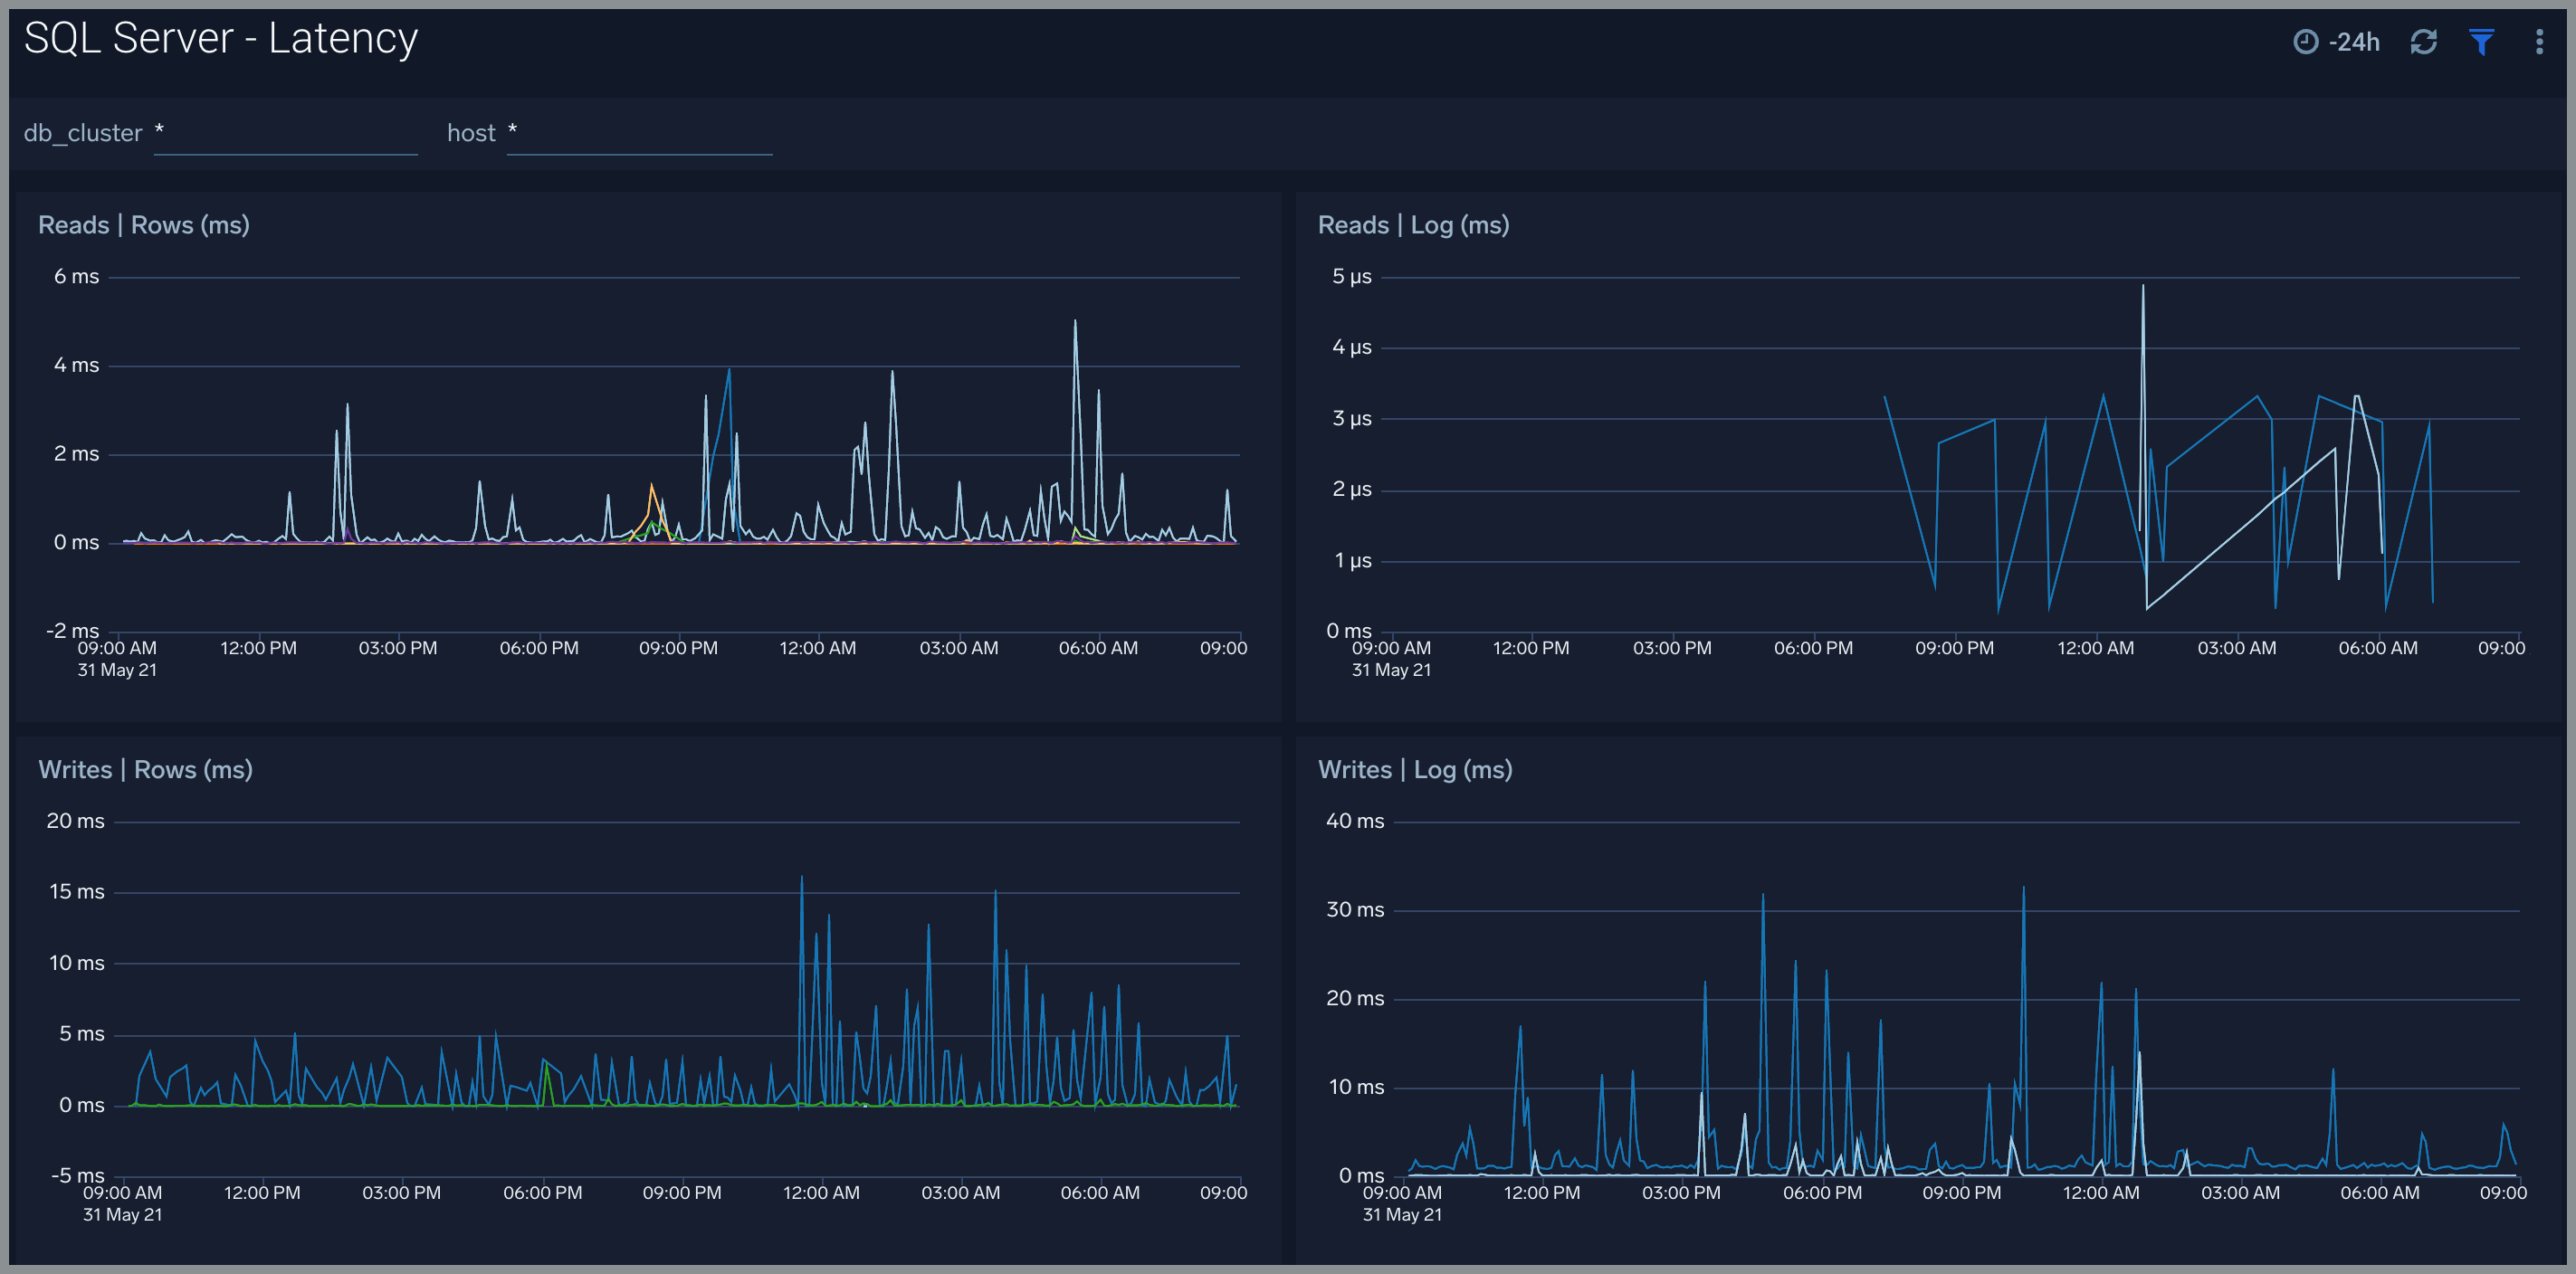 SQL Server - Latency
-24h
db_cluster *
host *
Reads | Rows (ms)
6 ms
4 ms
2 ms
0 ms
-2 ms
09:00 AM 12:00 PM 03:00 PM 06:00 PM 09:00 PM 12:00 AM 03:00 AM 06:00 AM 09:00
31 May 21
Reads | Log (ms)
5 µs
4 µs
3 µs
2 µs
1 µs
0 ms
09:00 AM 12:00 PM 03:00 PM 06:00 PM 09:00 PM 12:00 AM 03:00 AM 06:00 AM 09:00
31 May 21
Writes | Rows (ms)
20 ms
15 ms
10 ms
5 ms
0 ms
-5 ms
09:00 AM 12:00 PM 03:00 PM 06:00 PM 09:00 PM 12:00 AM 03:00 AM 06:00 AM 09:00
31 May 21
Writes | Log (ms)
40 ms
30 ms
20 ms
10 ms
0 ms
09:00 AM 12:00 PM 03:00 PM 06:00 PM 09:00 PM 12:00 AM 03:00 AM 06:00 AM 09:00
31 May 21